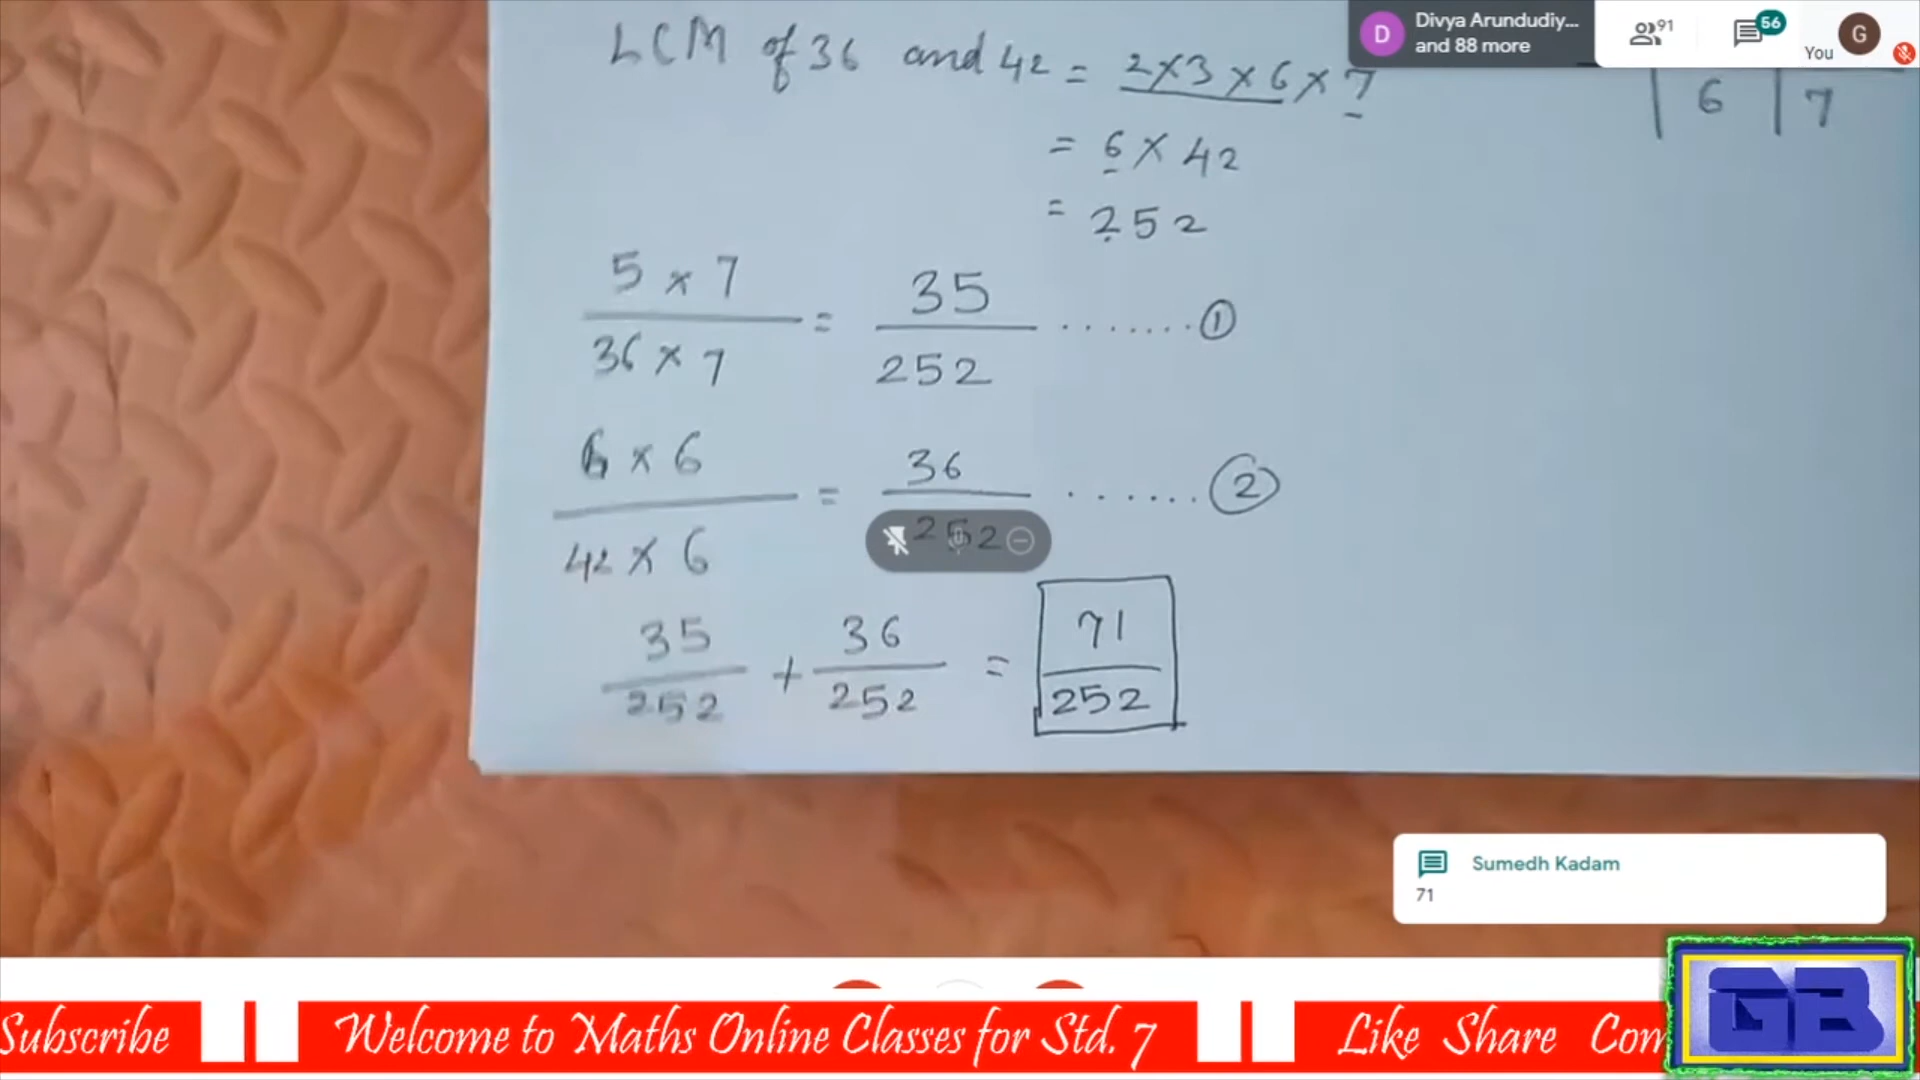 LCM of 36 and 42 = 2×3×6×7
= 6×42
= 252
6 | 7
5×7
36×7
=
35
252
....... ①
6×6
42×6
=
36
252
...... ②
35
252
+
36
252
=
71
252
D
Divya Arundudiy...
and 88 more
91
56
You
G
Sumedh Kadam
71
Subscribe
Welcome to Maths Online Classes for Std. 7
Like Share Com
GB